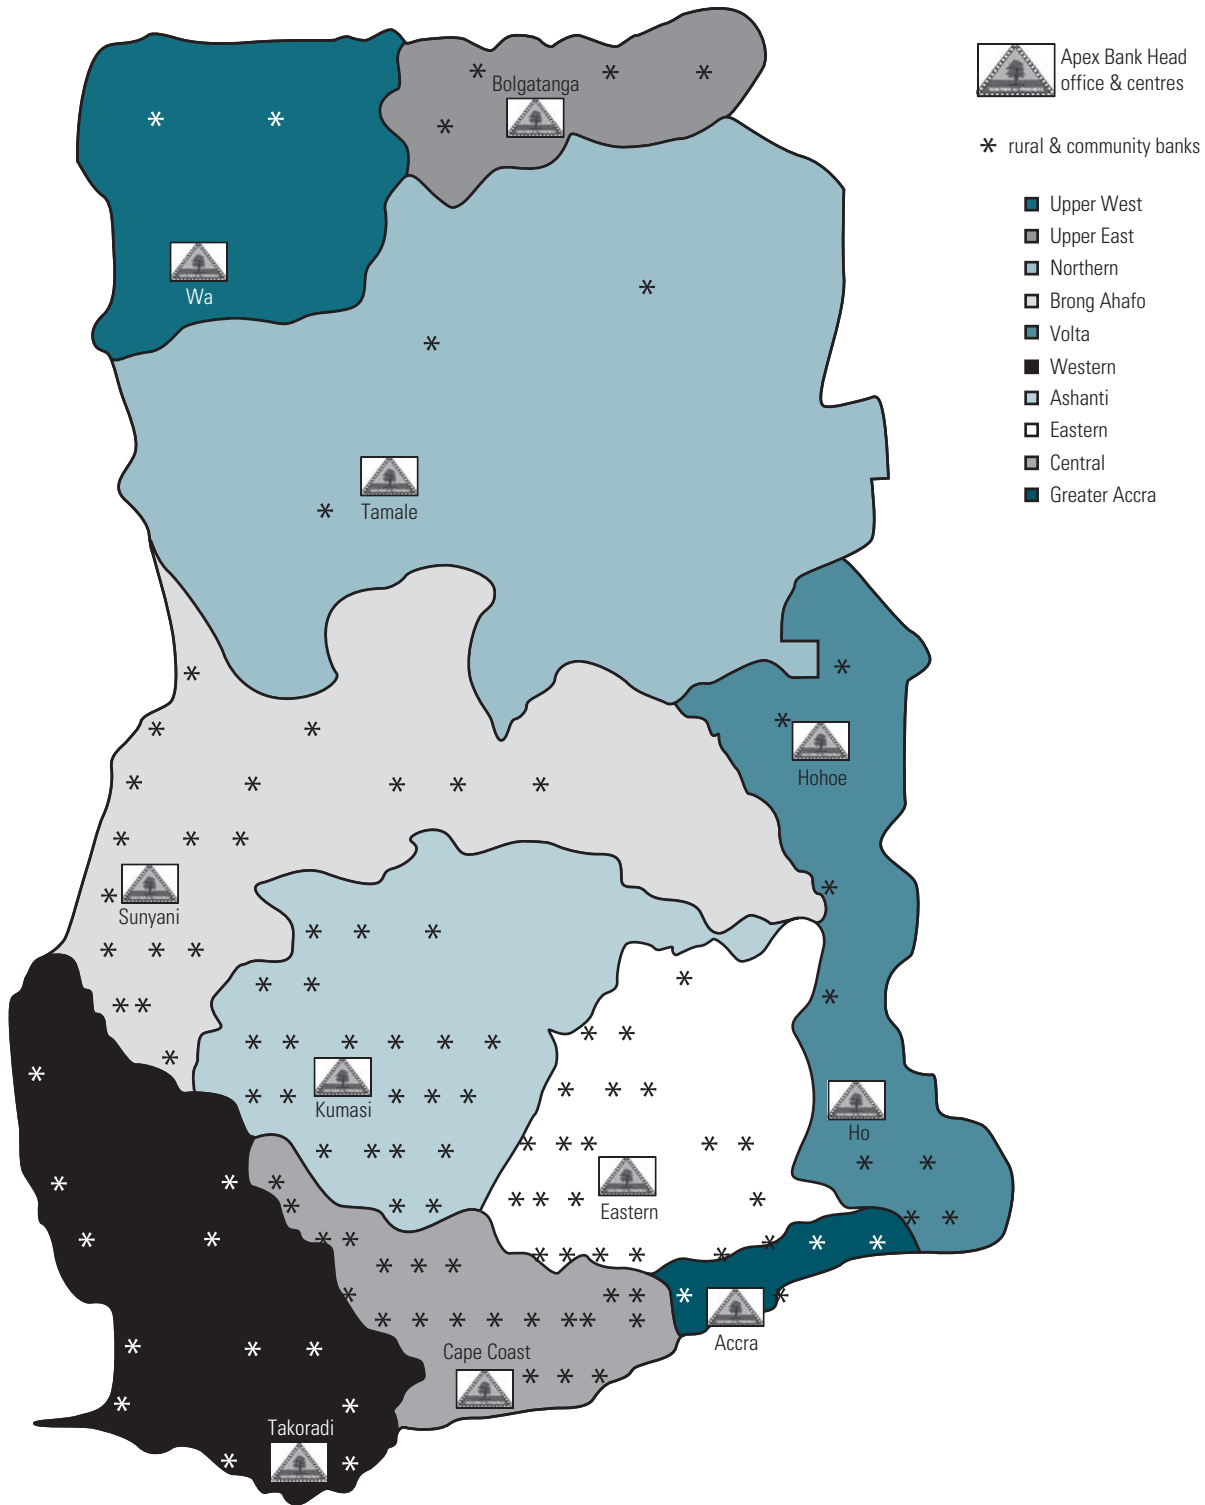 Bolgatanga
Wa
Tamale
Hohoe
Sunyani
Kumasi
Ho
Eastern
Accra
Cape Coast
Takoradi
Apex Bank Head
office & centres
* rural & community banks
Upper West
Upper East
Northern
Brong Ahafo
Volta
Western
Ashanti
Eastern
Central
Greater Accra